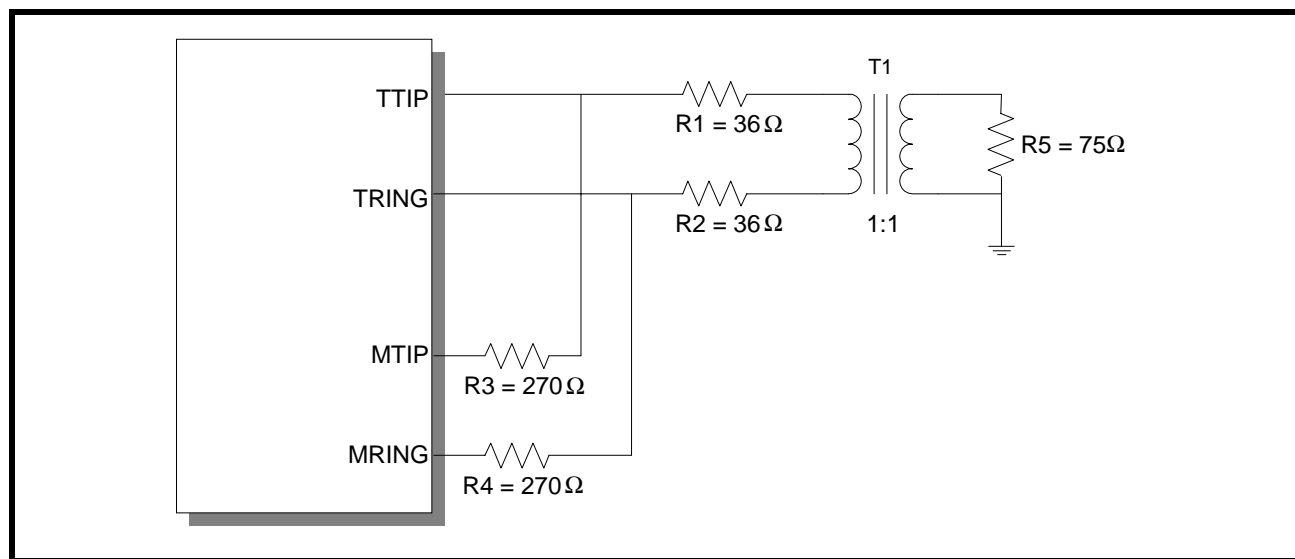 T1
TTIP
R1 = 36Ω
R5 = 75Ω
TRING
R2 = 36Ω
1:1
MTIP
R3 = 270Ω
MRING
R4 = 270Ω